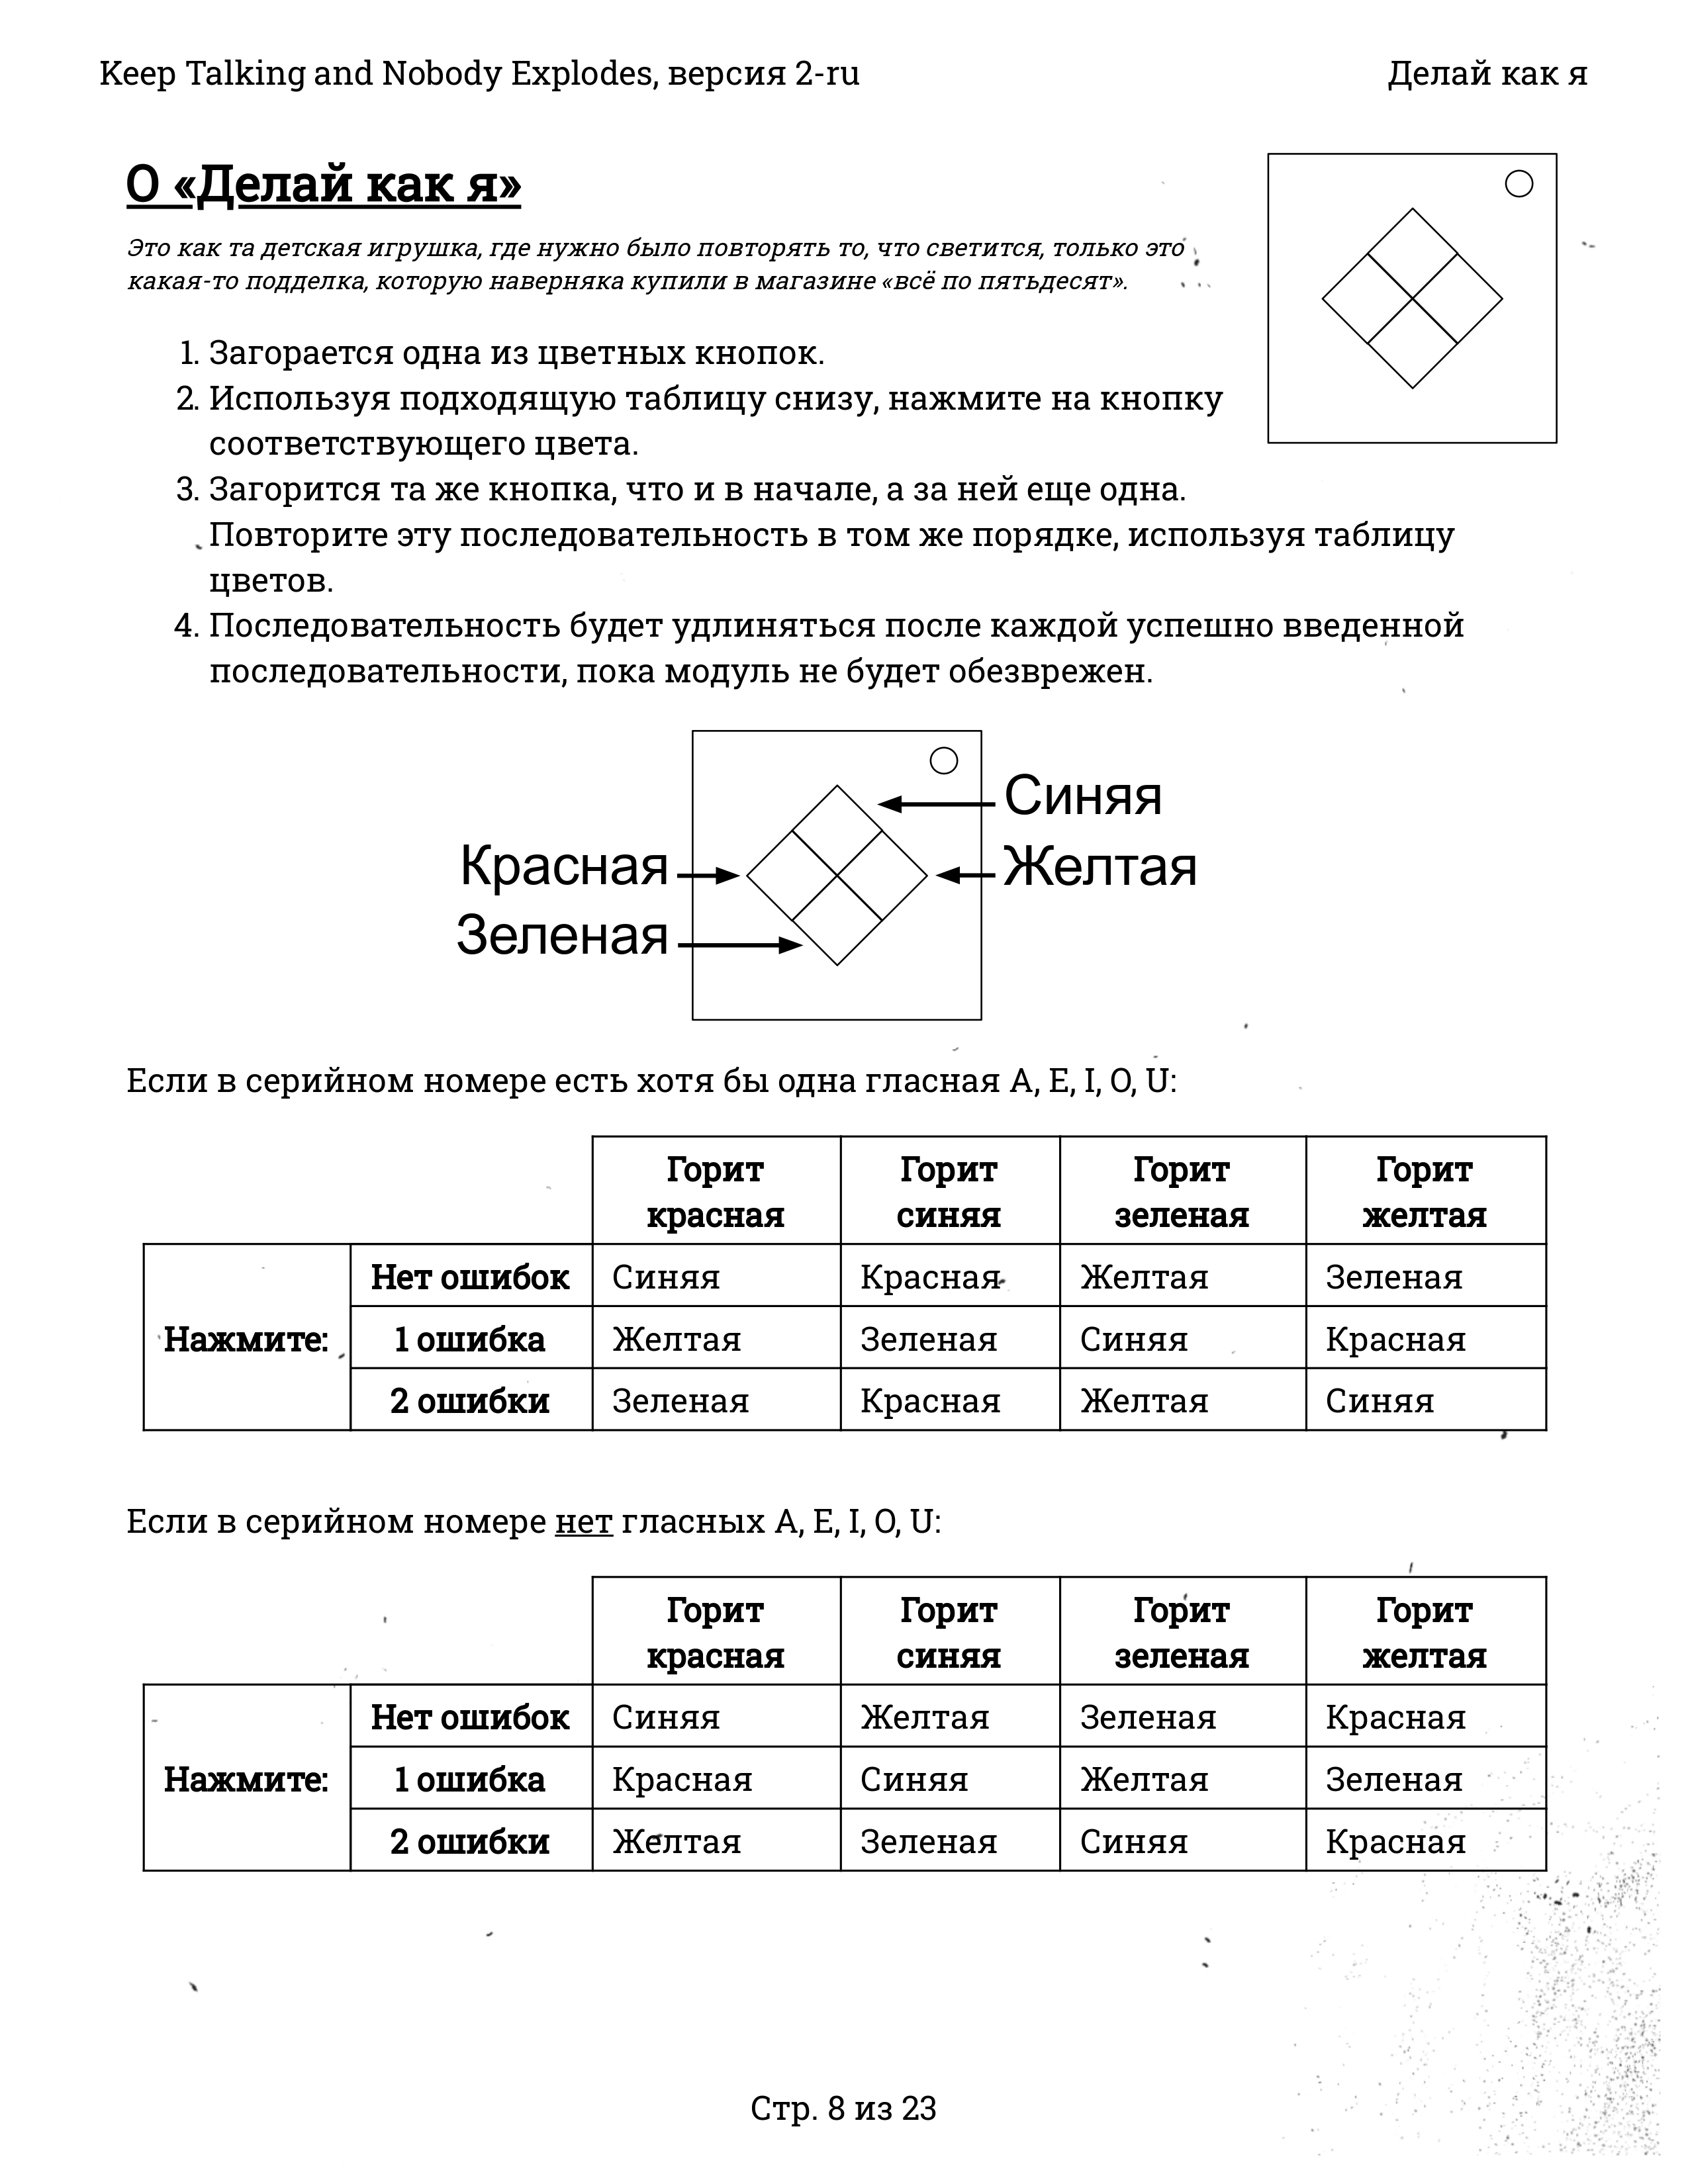 Keep Talking and Nobody Explodes, версия 2-ru Делай как я
О «Делай как я»
Это как та детская игрушка, где нужно было повторять то, что светится, только это
какая-то подделка, которую наверняка купили в магазине «всё по пятьдесят».
1. Загорается одна из цветных кнопок.
2. Используя подходящую таблицу снизу, нажмите на кнопку
соответствующего цвета.
3. Загорится та же кнопка, что и в начале, а за ней еще одна.
Повторите эту последовательность в том же порядке, используя таблицу
цветов.
4. Последовательность будет удлиняться после каждой успешно введенной
последовательности, пока модуль не будет обезврежен.
Синяя
Красная Желтая
Зеленая
Если в серийном номере есть хотя бы одна гласная A, E, I, O, U:
Горит Горит Горит Горит
красная синяя зеленая желтая
Нет ошибок Синяя Красная Желтая Зеленая
Нажмите: 1 ошибка Желтая Зеленая Синяя Красная
2 ошибки Зеленая Красная Желтая Синяя
Если в серийном номере нет гласных A, E, I, O, U:
Горит Горит Горит Горит
красная синяя зеленая желтая
Нет ошибок Синяя Желтая Зеленая Красная
Нажмите: 1 ошибка Красная Синяя Желтая Зеленая
2 ошибки Желтая Зеленая Синяя Красная
Стр. 8 из 23